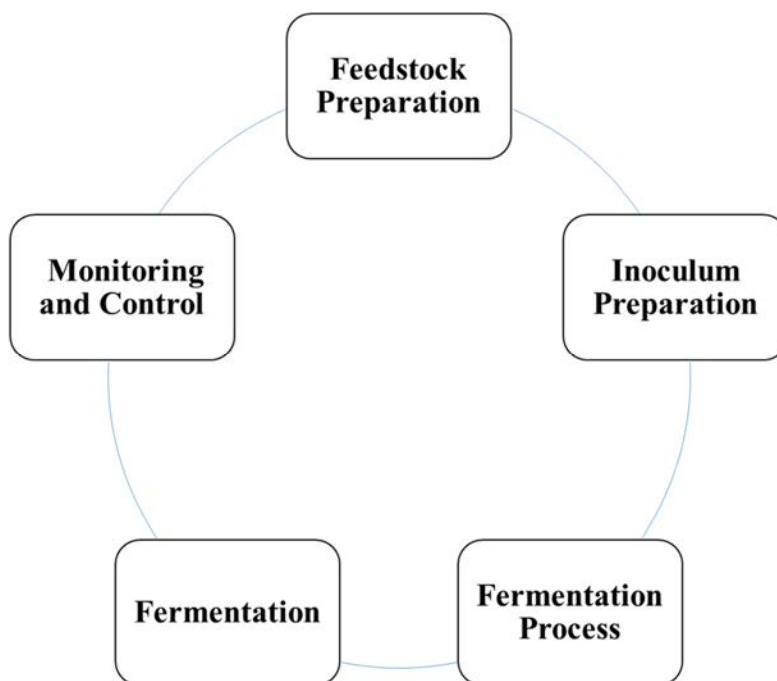 Feedstock
Preparation
Inoculum
Preparation
Fermentation
Process
Fermentation
Monitoring
and Control